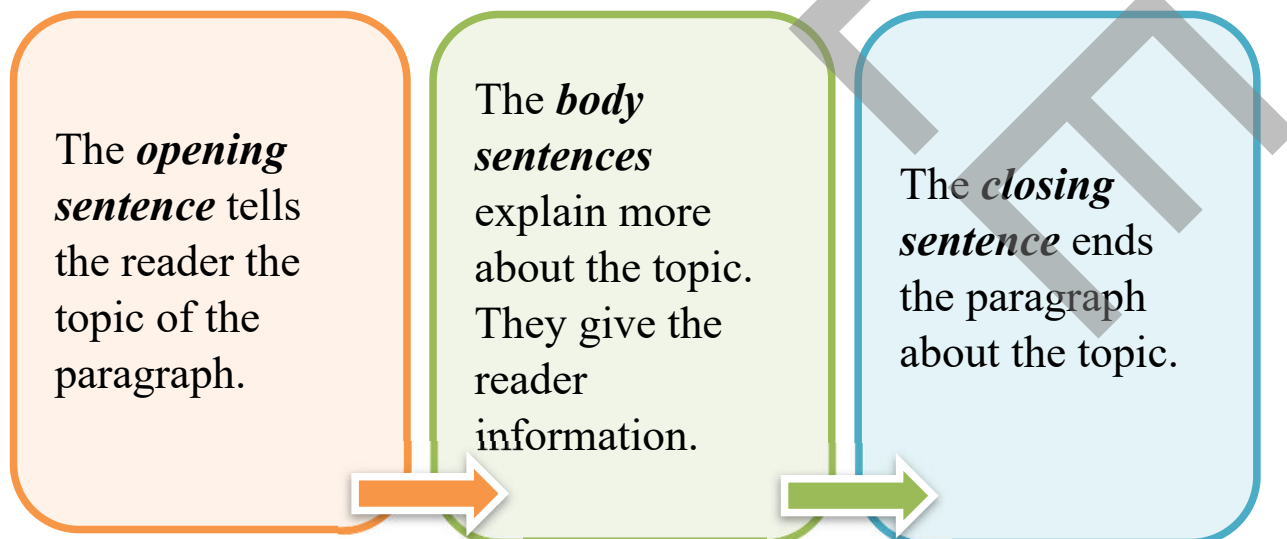 The opening
sentence tells
the reader the
topic of the
paragraph.
The body
sentences
explain more
about the topic.
They give the
reader
information.
The closing
sentence ends
the paragraph
about the topic.